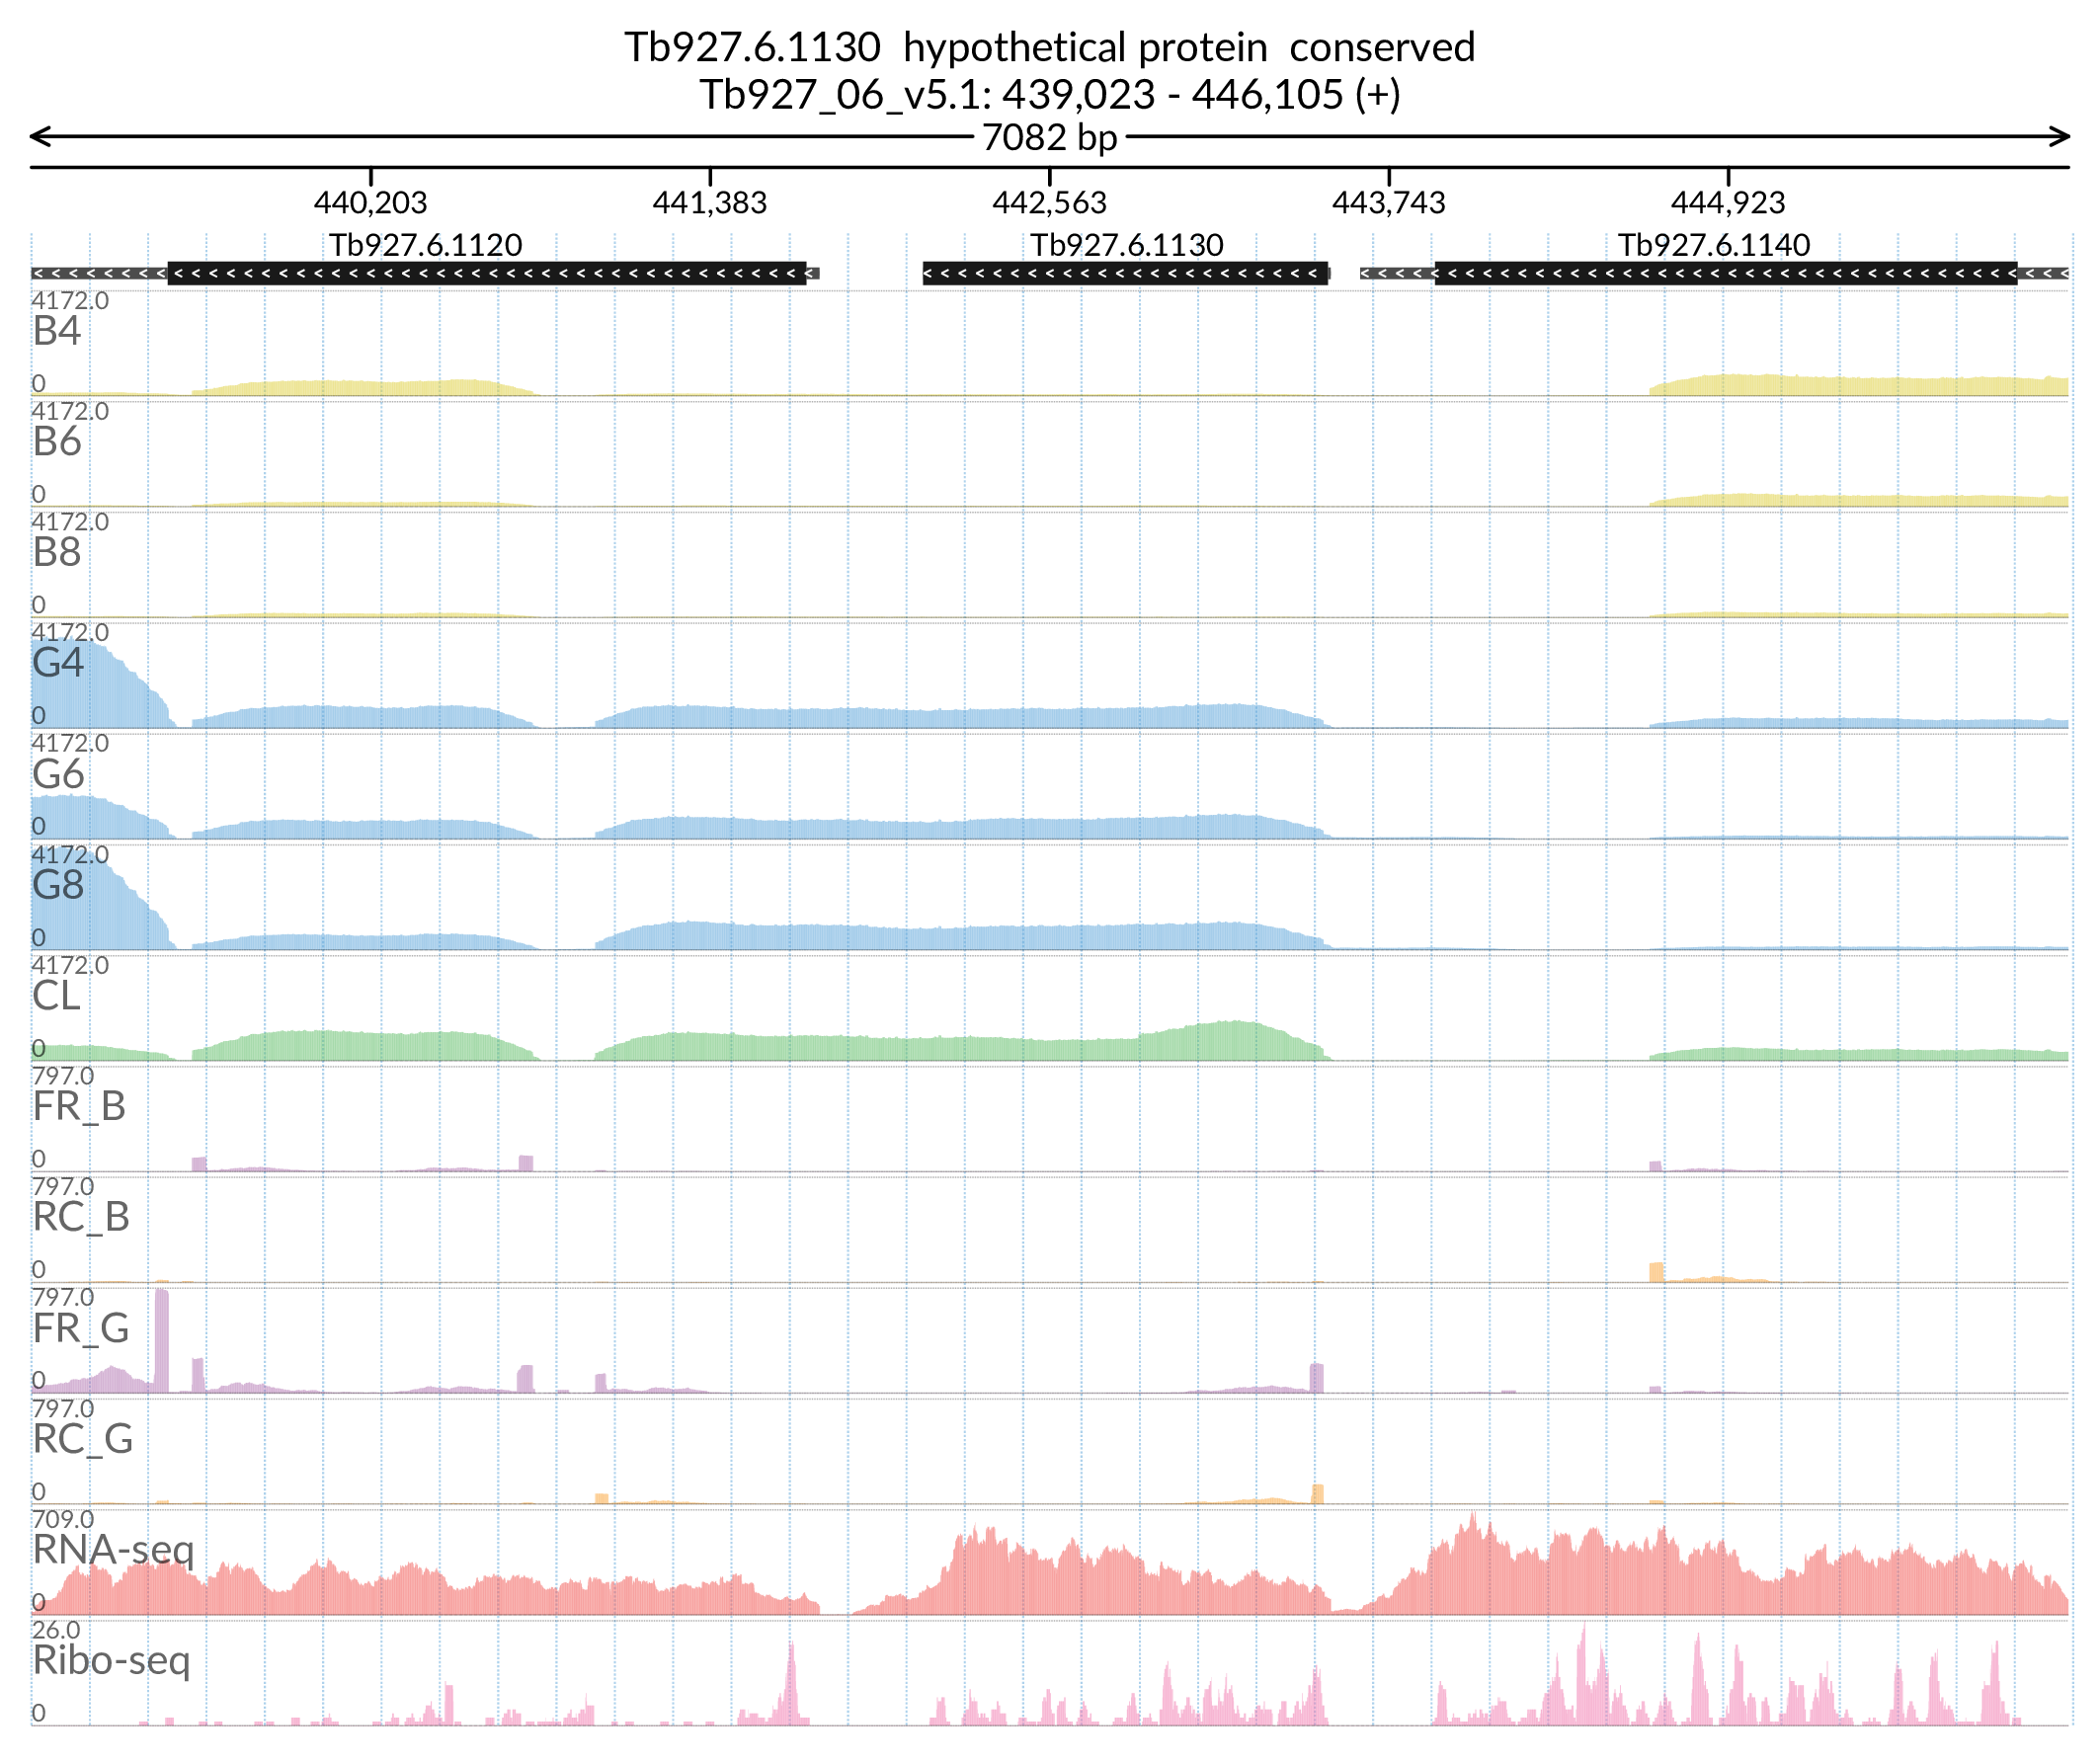 Tb927.6.1130 hypothetical protein conserved
Tb927_06_v5.1: 439,023 - 446,105 (+)
7082 bp
440,203 441,383 442,563 443,743 444,923
Tb927.6.1120 Tb927.6.1130 Tb927.6.1140
4172.0
B4
0
4172.0
B6
0
4172.0
B8
0
4172.0
G4
0
4172.0
G6
0
4172.0
G8
0
4172.0
CL
0
797.0
FR_B
0
797.0
RC_B
0
797.0
FR_G
0
797.0
RC_G
0
709.0
RNA-seq
0
26.0
Ribo-seq
0